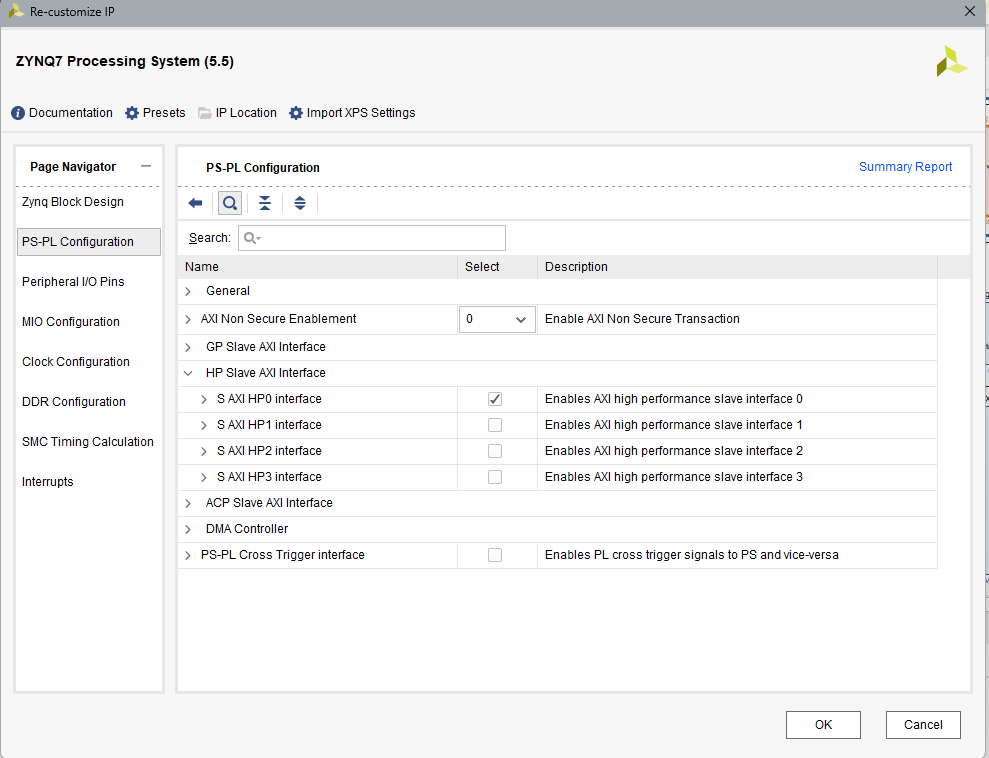 Re-customize IP
ZYNQ7 Processing System (5.5)
Documentation Presets IP Location Import XPS Settings
Page Navigator
Zynq Block Design
PS-PL Configuration
Peripheral I/O Pins
MIO Configuration
Clock Configuration
DDR Configuration
SMC Timing Calculation
Interrupts
PS-PL Configuration Summary Report
Search:
Name Select Description
General
AXI Non Secure Enablement 0 Enable AXI Non Secure Transaction
GP Slave AXI Interface
HP Slave AXI Interface
S AXI HP0 interface Enables AXI high performance slave interface 0
S AXI HP1 interface Enables AXI high performance slave interface 1
S AXI HP2 interface Enables AXI high performance slave interface 2
S AXI HP3 interface Enables AXI high performance slave interface 3
ACP Slave AXI Interface
DMA Controller
PS-PL Cross Trigger interface Enables PL cross trigger signals to PS and vice-versa
OK Cancel